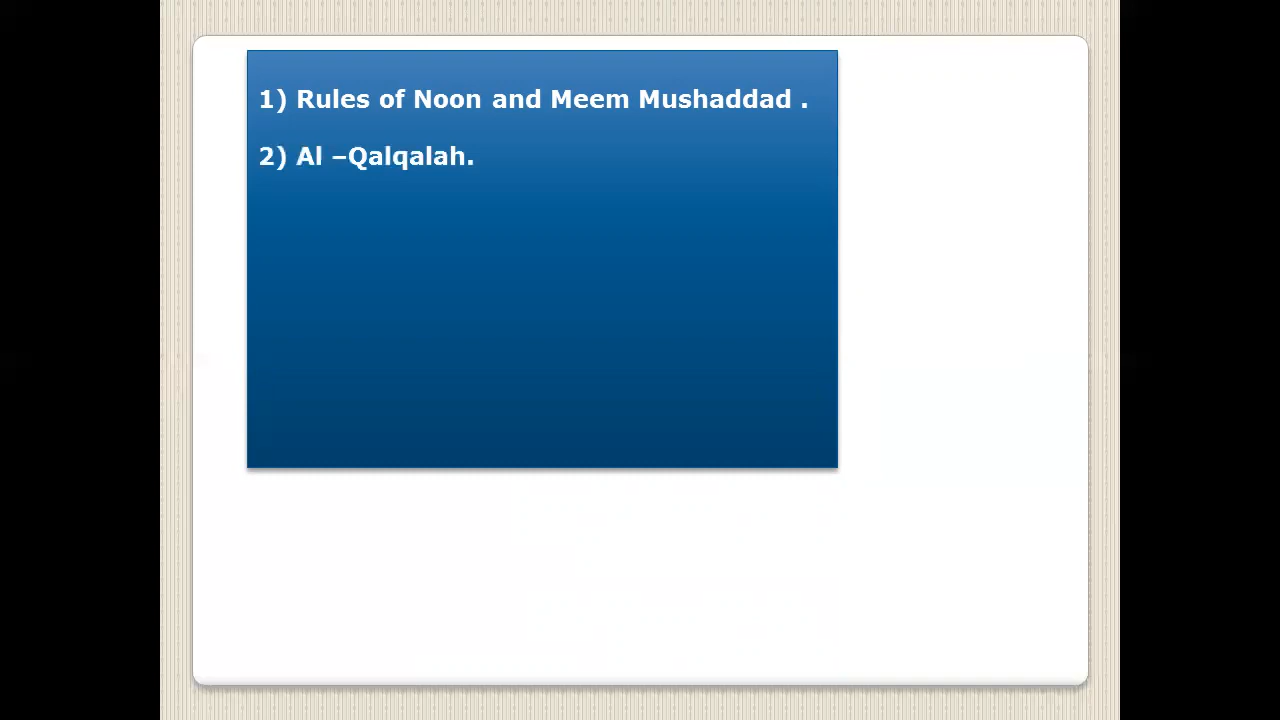 1) Rules of Noon and Meem Mushaddad .
2) Al –Qalqalah.